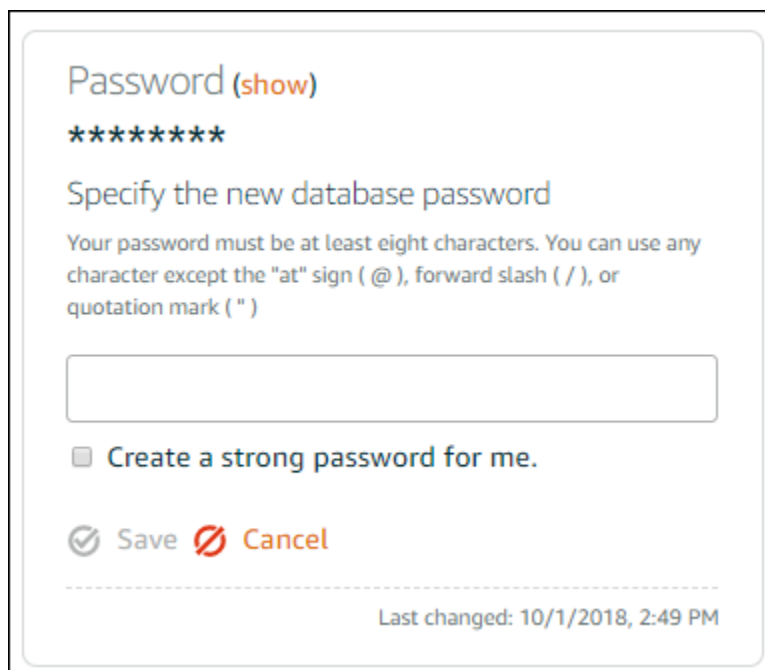 Password (show)
********
Specify the new database password
Your password must be at least eight characters. You can use any
character except the "at" sign ( @ ), forward slash ( / ), or
quotation mark ( " )
Create a strong password for me.
Save Cancel
Last changed: 10/1/2018, 2:49 PM